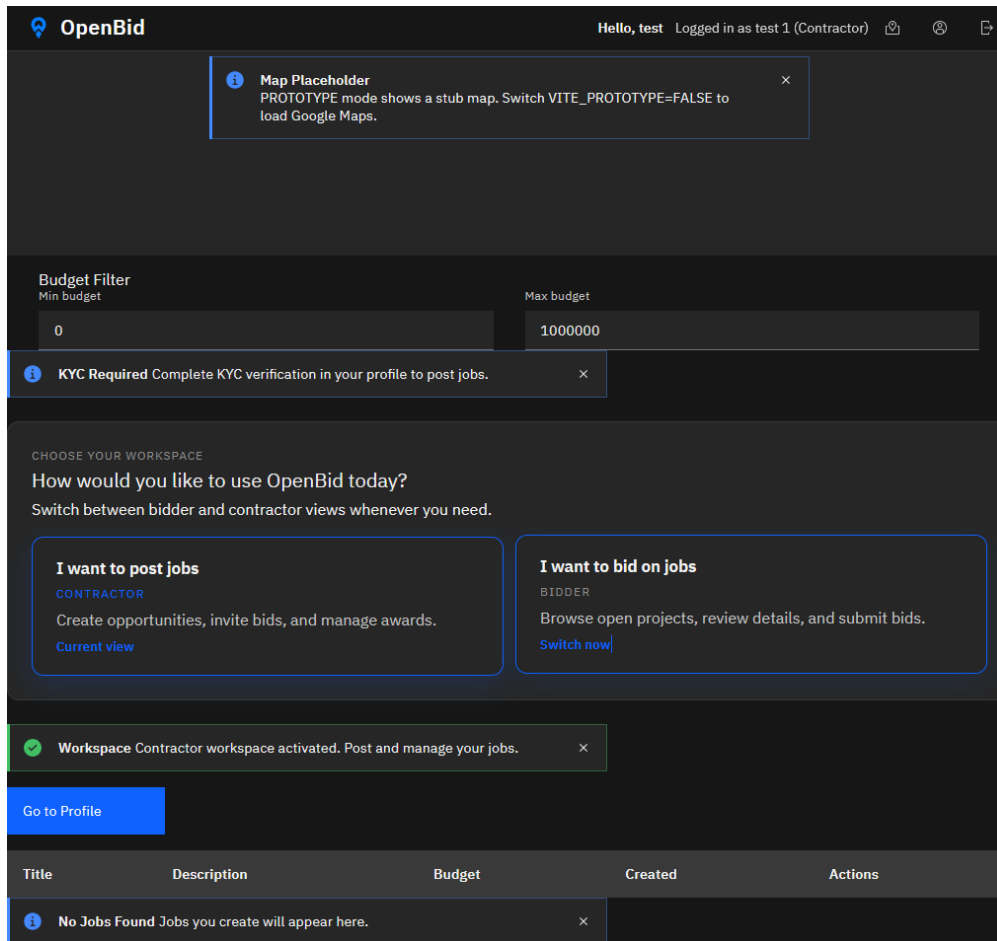 OpenBid
Hello, test Logged in as test 1 (Contractor)
Map Placeholder
PROTOTYPE mode shows a stub map. Switch VITE_PROTOTYPE=FALSE to
load Google Maps.
Budget Filter
Min budget Max budget
0 1000000
KYC Required Complete KYC verification in your profile to post jobs.
CHOOSE YOUR WORKSPACE
How would you like to use OpenBid today?
Switch between bidder and contractor views whenever you need.
I want to post jobs
CONTRACTOR
Create opportunities, invite bids, and manage awards.
Current view
I want to bid on jobs
BIDDER
Browse open projects, review details, and submit bids.
Switch now
Workspace Contractor workspace activated. Post and manage your jobs.
Go to Profile
Title Description Budget Created Actions
No Jobs Found Jobs you create will appear here.